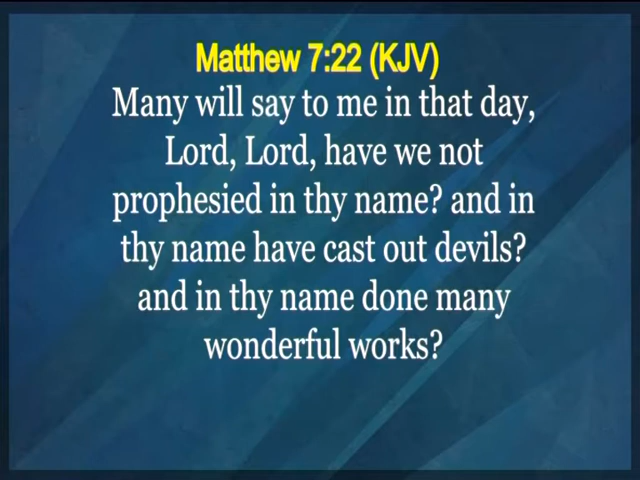 Matthew 7:22 (KJV)
Many will say to me in that day,
Lord, Lord, have we not
prophesied in thy name? and in
thy name have cast out devils?
and in thy name done many
wonderful works?